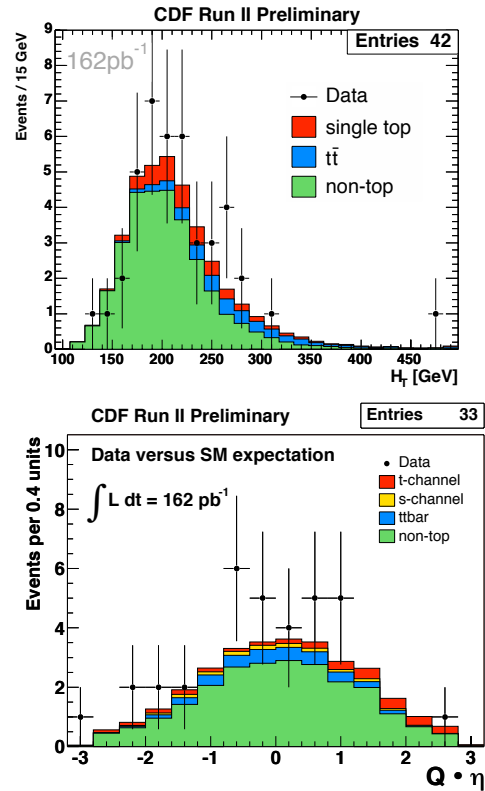 CDF Run II Preliminary
Entries 42
162pb⁻¹
Events / 15 GeV
Data
single top
tt̄
non-top
9
8
7
6
5
4
3
2
1
0
100 150 200 250 300 350 400 450
H_T [GeV]
CDF Run II Preliminary
Entries 33
Data versus SM expectation
∫ L dt = 162 pb⁻¹
Events per 0.4 units
Data
t-channel
s-channel
ttbar
non-top
10
8
6
4
2
0
-3 -2 -1 0 1 2 3
Q • η